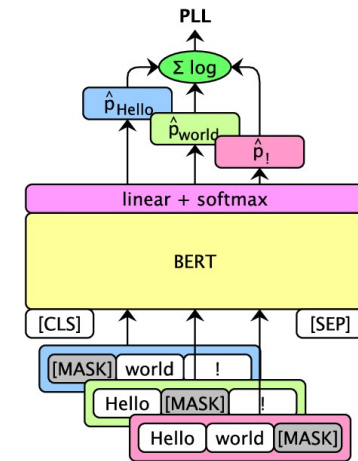 PLL
Σ log
p̂Hello
p̂world
p̂!
linear + softmax
BERT
[CLS] [SEP]
[MASK] world !
Hello [MASK] !
Hello world [MASK]